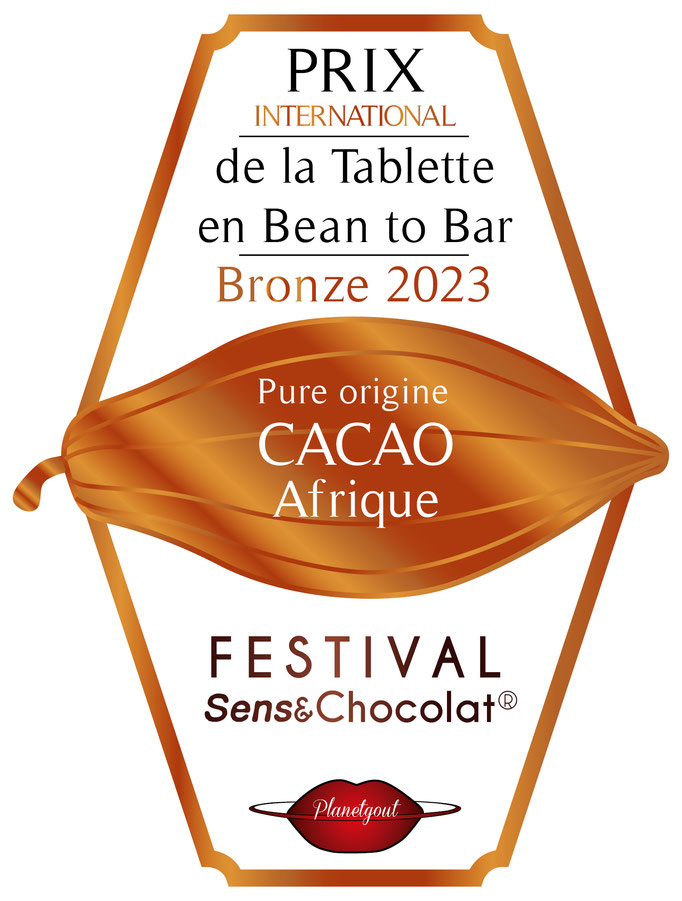 PRIX
INTERNATIONAL
de la Tablette
en Bean to Bar
Bronze 2023
Pure origine
CACAO
Afrique
FESTIVAL
Sens&Chocolat®
Planetgout